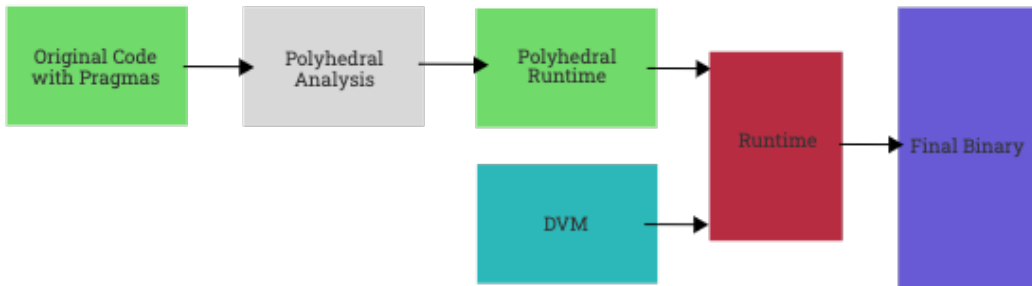 Original Code
with Pragmas
Polyhedral
Analysis
Polyhedral
Runtime
Runtime
Final Binary
DVM